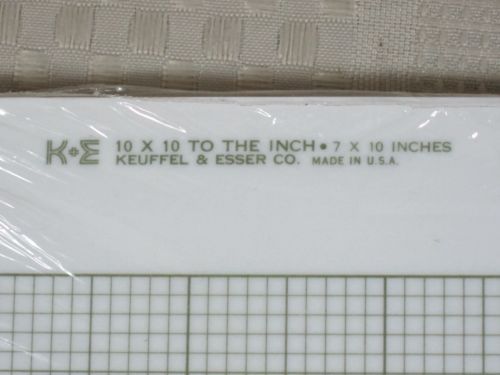 K+E 10 X 10 TO THE INCH • 7 X 10 INCHES
KEUFFEL & ESSER CO. MADE IN U.S.A.